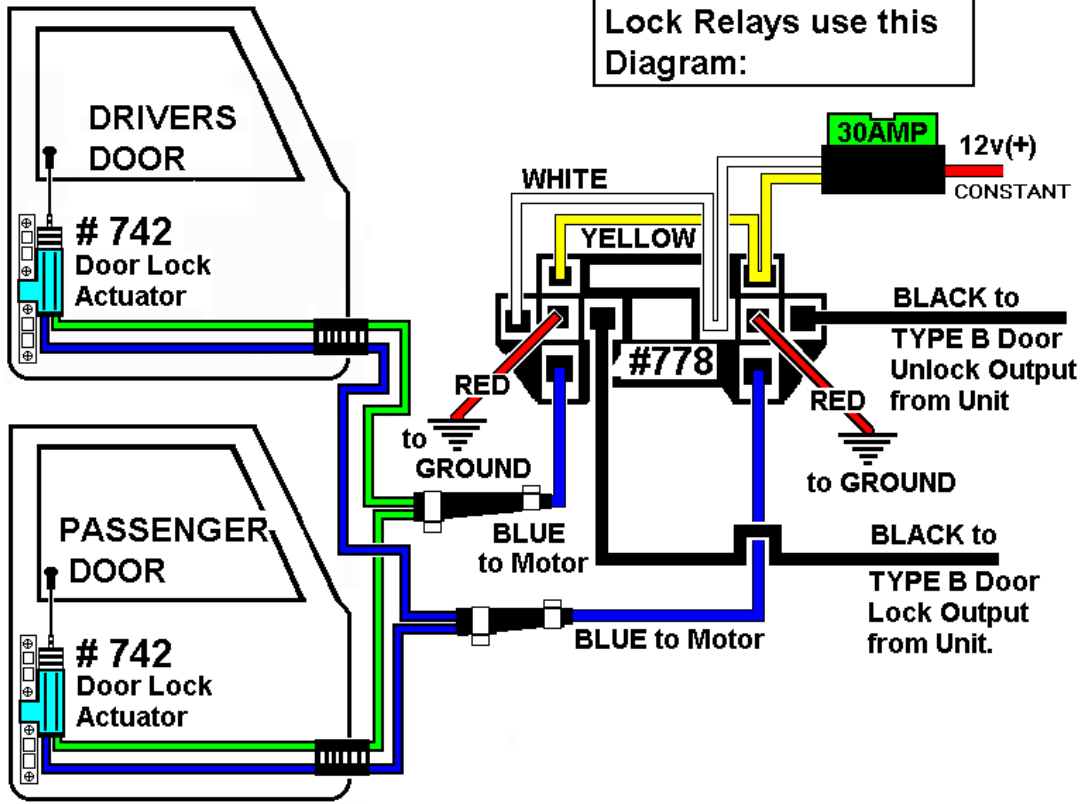 Lock Relays use this
Diagram:
DRIVERS
DOOR
30AMP
12v(+)
CONSTANT
WHITE
YELLOW
# 742
Door Lock
Actuator
BLACK to
TYPE B Door
Unlock Output
from Unit
#778
RED
to
GROUND
RED
to GROUND
PASSENGER
DOOR
BLUE
to Motor
BLACK to
TYPE B Door
Lock Output
from Unit.
BLUE to Motor
# 742
Door Lock
Actuator